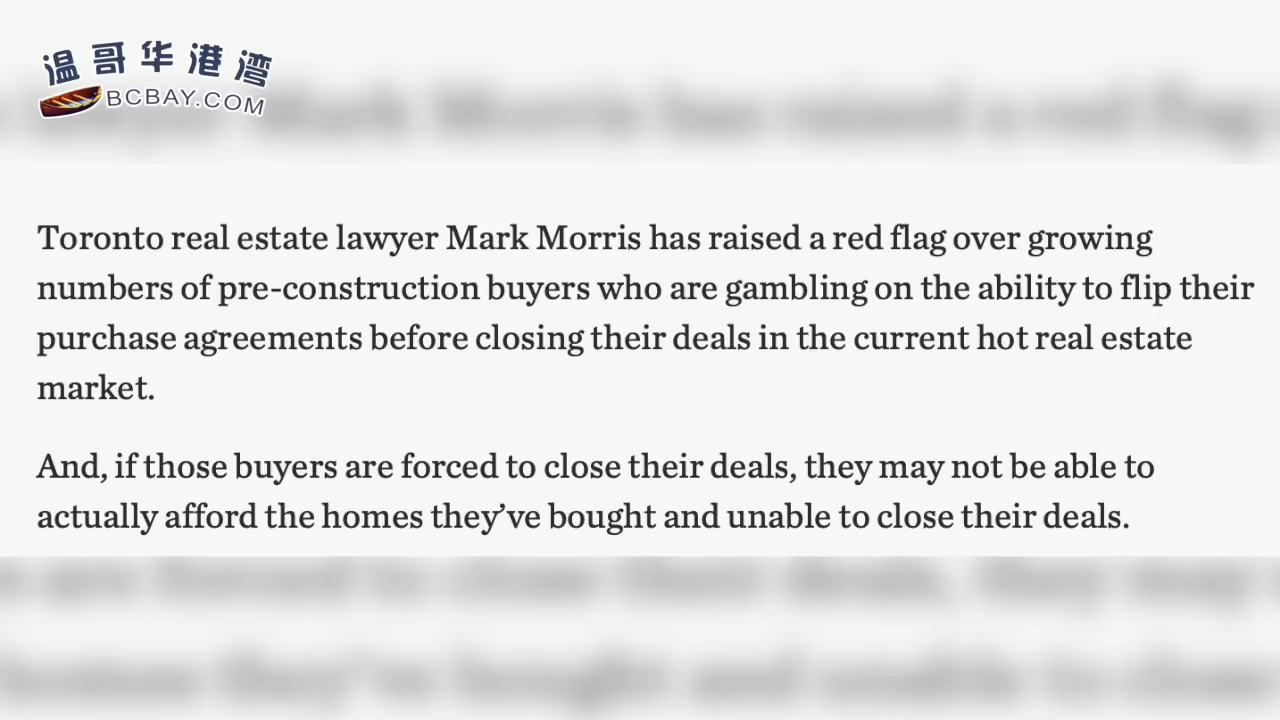 温哥华港湾
BCBAY.COM
Toronto real estate lawyer Mark Morris has raised a red flag over growing
numbers of pre-construction buyers who are gambling on the ability to flip their
purchase agreements before closing their deals in the current hot real estate
market.
And, if those buyers are forced to close their deals, they may not be able to
actually afford the homes they’ve bought and unable to close their deals.